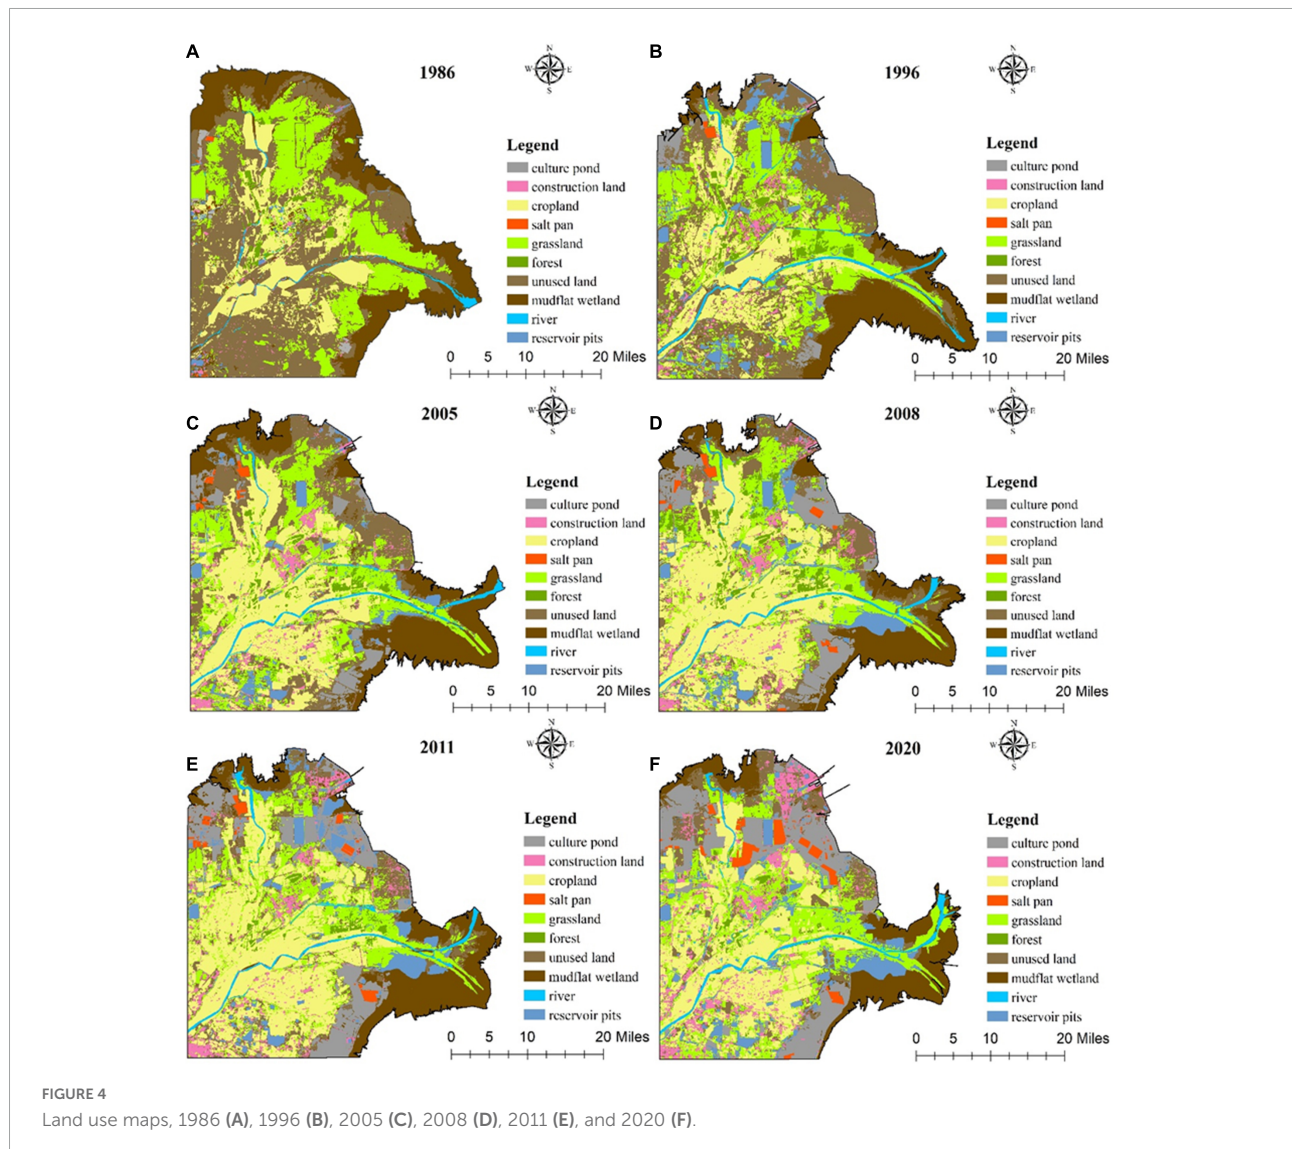 A
1986
N
W E
S
Legend
culture pond
construction land
cropland
salt pan
grassland
forest
unused land
mudflat wetland
river
reservoir pits
0 5 10 20 Miles
B
1996
N
W E
S
Legend
culture pond
construction land
cropland
salt pan
grassland
forest
unused land
mudflat wetland
river
reservoir pits
0 5 10 20 Miles
C
2005
N
W E
S
Legend
culture pond
construction land
cropland
salt pan
grassland
forest
unused land
mudflat wetland
river
reservoir pits
0 5 10 20 Miles
D
2008
N
W E
S
Legend
culture pond
construction land
cropland
salt pan
grassland
forest
unused land
mudflat wetland
river
reservoir pits
0 5 10 20 Miles
E
2011
N
W E
S
Legend
culture pond
construction land
cropland
salt pan
grassland
forest
unused land
mudflat wetland
river
reservoir pits
0 5 10 20 Miles
F
2020
N
W E
S
Legend
culture pond
construction land
cropland
salt pan
grassland
forest
unused land
mudflat wetland
river
reservoir pits
0 5 10 20 Miles
FIGURE 4
Land use maps, 1986 (A), 1996 (B), 2005 (C), 2008 (D), 2011 (E), and 2020 (F).